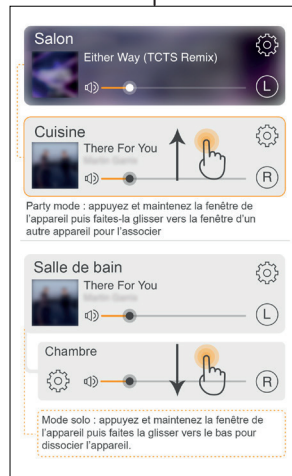 Salon
Either Way (TCTS Remix)
L
Cuisine
There For You
R
Party mode : appuyez et maintenez la fenêtre de
l'appareil puis faites-la glisser vers la fenêtre d'un
autre appareil pour l'associer
Salle de bain
There For You
L
Chambre
R
Mode solo : appuyez et maintenez la fenêtre de
l'appareil puis faites la glisser vers le bas pour
dissocier l'appareil.